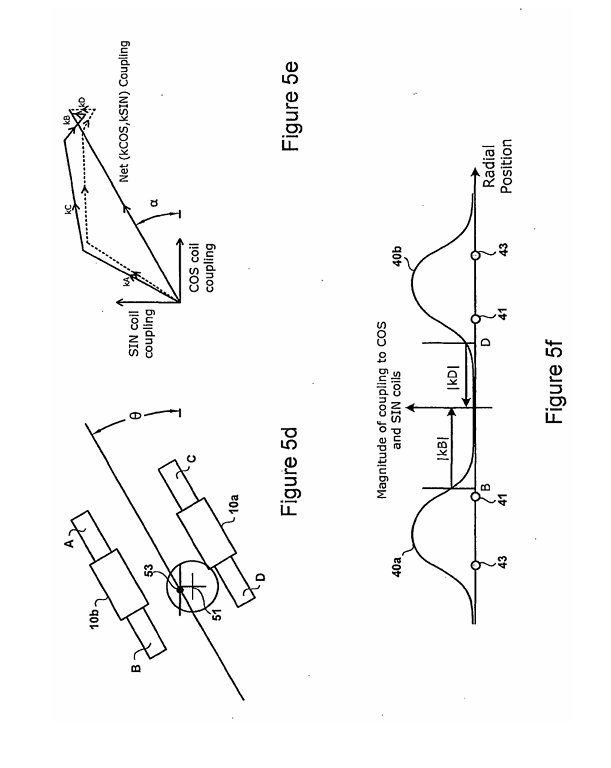 A
B
10b
C
D
10a
53
51
θ
Figure 5d
SIN coil
coupling
COS coil
coupling
kA
kC
kB
kD
Net (kCOS,kSIN) Coupling
α
Figure 5e
Magnitude of coupling to COS
and SIN coils
|kB|
|kD|
40a
40b
43
41
B
D
41
43
Radial
Position
Figure 5f